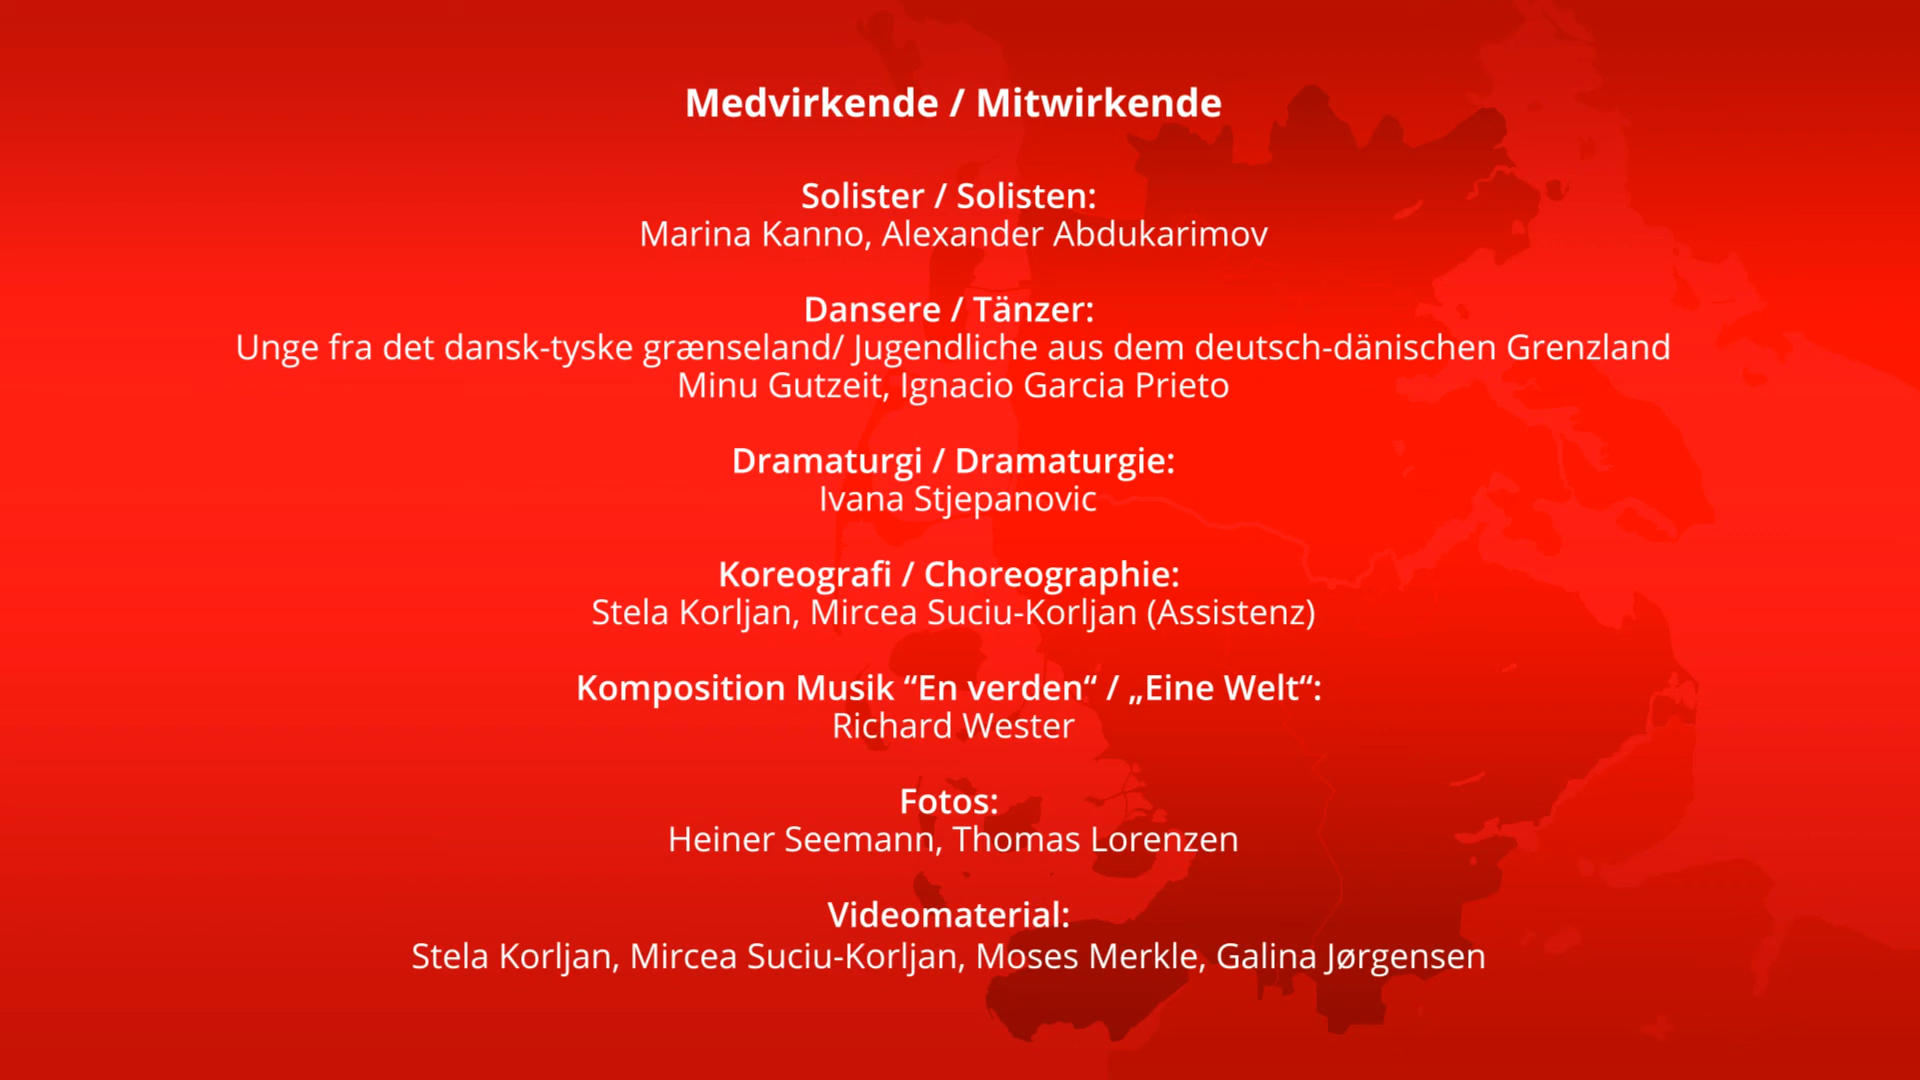 Medvirkende / Mitwirkende
Solister / Solisten:
Marina Kanno, Alexander Abdukarimov
Dansere / Tänzer:
Unge fra det dansk-tyske grænseland/ Jugendliche aus dem deutsch-dänischen Grenzland
Minu Gutzeit, Ignacio Garcia Prieto
Dramaturgi / Dramaturgie:
Ivana Stjepanovic
Koreografi / Choreographie:
Stela Korljan, Mircea Suciu-Korljan (Assistenz)
Komposition Musik “En verden“ / „Eine Welt“:
Richard Wester
Fotos:
Heiner Seemann, Thomas Lorenzen
Videomaterial:
Stela Korljan, Mircea Suciu-Korljan, Moses Merkle, Galina Jørgensen